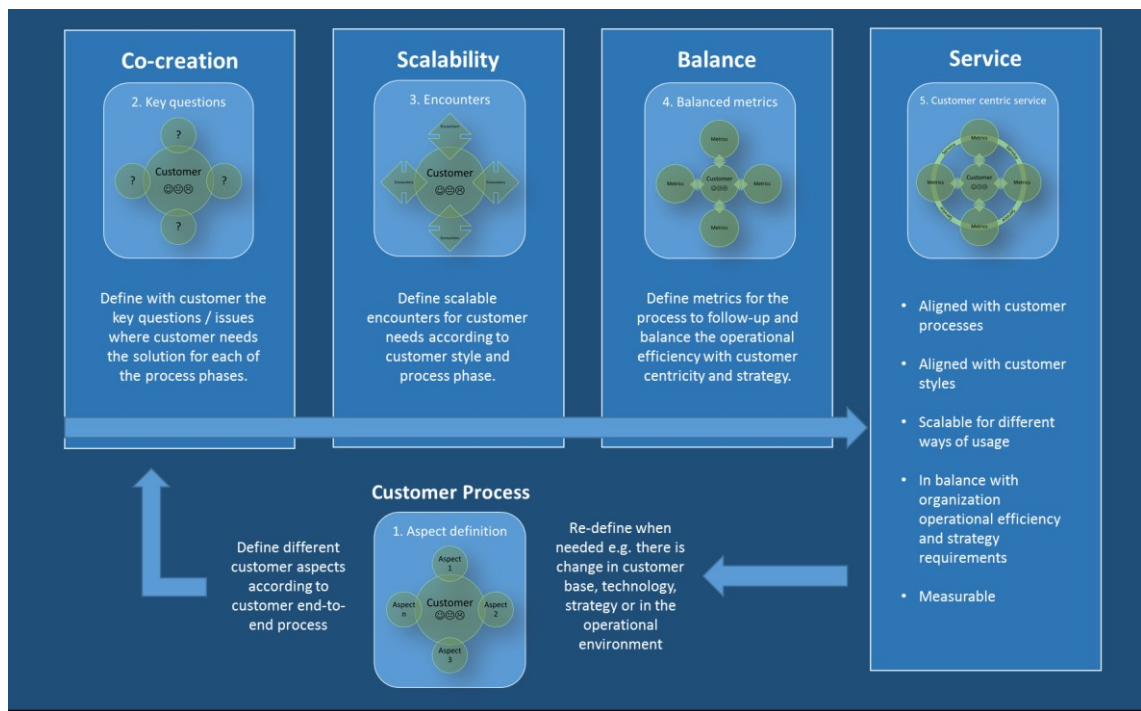 Co-creation
2. Key questions
?
?
Customer
?
☺😐☹
?
Define with customer the
key questions / issues
where customer needs
the solution for each of
the process phases.
Scalability
3. Encounters
Encounters
Encounters
Customer
Encounters
☺😐☹
Encounters
Define scalable
encounters for customer
needs according to
customer style and
process phase.
Balance
4. Balanced metrics
Metrics
Metrics
Customer
Metrics
☺😐☹
Metrics
Define metrics for the
process to follow-up and
balance the operational
efficiency with customer
centricity and strategy.
Service
5. Customer centric service
Metrics
Metrics
Customer
Metrics
☺😐☹
Metrics
• Aligned with customer
processes
• Aligned with customer
styles
• Scalable for different
ways of usage
• In balance with
organization
operational efficiency
and strategy
requirements
• Measurable
Customer Process
1. Aspect definition
Aspect
1
Aspect
n
Customer
☺😐☹
Aspect
2
Aspect
3
Define different
customer aspects
according to
customer end-to-
end process
Re-define when
needed e.g. there is
change in customer
base, technology,
strategy or in the
operational
environment